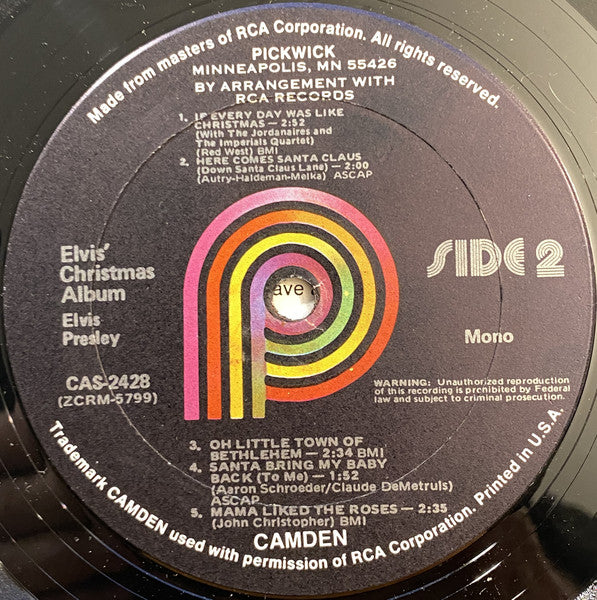 Made from masters of RCA Corporation. All rights reserved.
PICKWICK
MINNEAPOLIS, MN 55426
BY ARRANGEMENT WITH
RCA RECORDS
1. IF EVERY DAY WAS LIKE
CHRISTMAS — 2:52
(With The Jordanaires and
The Imperials Quartet)
(Red West) BMI
2. HERE COMES SANTA CLAUS
(Down Santa Claus Lane) — 2:00
(Autry-Haldeman-Melka) ASCAP
Elvis'
Christmas
Album
Elvis
Presley
CAS-2428
(ZCRM-5799)
ave
SIDE 2
Mono
WARNING: Unauthorized reproduction
of this recording is prohibited by Federal
law and subject to criminal prosecution.
3. OH LITTLE TOWN OF
BETHLEHEM — 2:34 BMI
4. SANTA BRING MY BABY
BACK (To Me) — 1:52
(Aaron Schroeder/Claude DeMetruls)
ASCAP
5. MAMA LIKED THE ROSES — 2:35
(John Christopher) BMI
CAMDEN
Trademark CAMDEN used with permission of RCA Corporation. Printed in U.S.A.